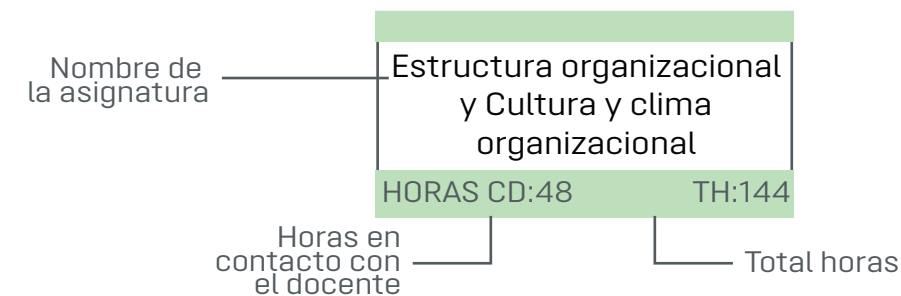 Nombre de
la asignatura
Estructura organizacional
y Cultura y clima
organizacional
HORAS CD:48 TH:144
Horas en
contacto con
el docente
Total horas